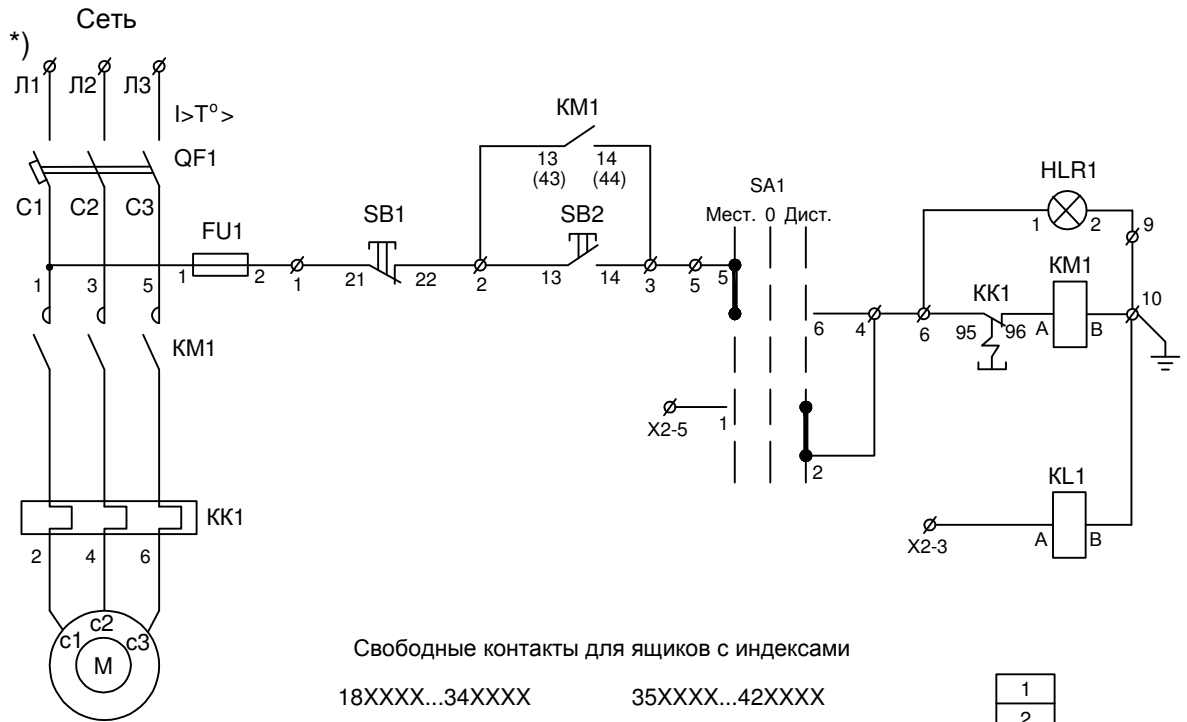 Сеть
*)
Л1 Л2 Л3
I>T°>
QF1
C1 C2 C3
FU1
1 2
1
SB1
21 22
2
KM1
13 14
(43) (44)
SB2
13 14
3 5
SA1
Мест. 0 Дист.
5
6 4 6
HLR1
1 2 9
KK1
95 96
KM1
A B
10
1 3 5
KM1
X2-5 1
2
KL1
A B
X2-3
KK1
2 4 6
c1 c2 c3
M
Свободные контакты для ящиков с индексами
18XXXX...34XXXX 35XXXX...42XXXX
1
2